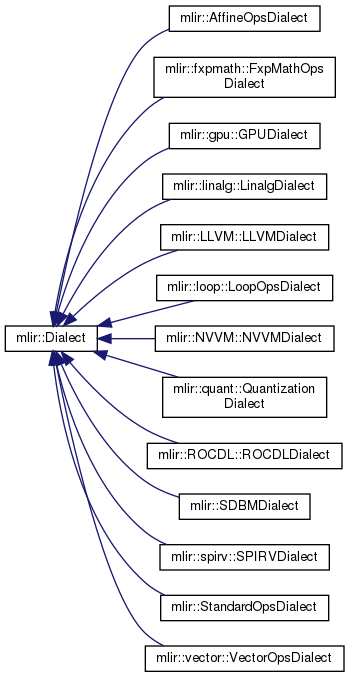 mlir::AffineOpsDialect
mlir::fxpmath::FxpMathOps
Dialect
mlir::gpu::GPUDialect
mlir::linalg::LinalgDialect
mlir::LLVM::LLVMDialect
mlir::loop::LoopOpsDialect
mlir::Dialect
mlir::NVVM::NVVMDialect
mlir::quant::Quantization
Dialect
mlir::ROCDL::ROCDLDialect
mlir::SDBMDialect
mlir::spirv::SPIRVDialect
mlir::StandardOpsDialect
mlir::vector::VectorOpsDialect